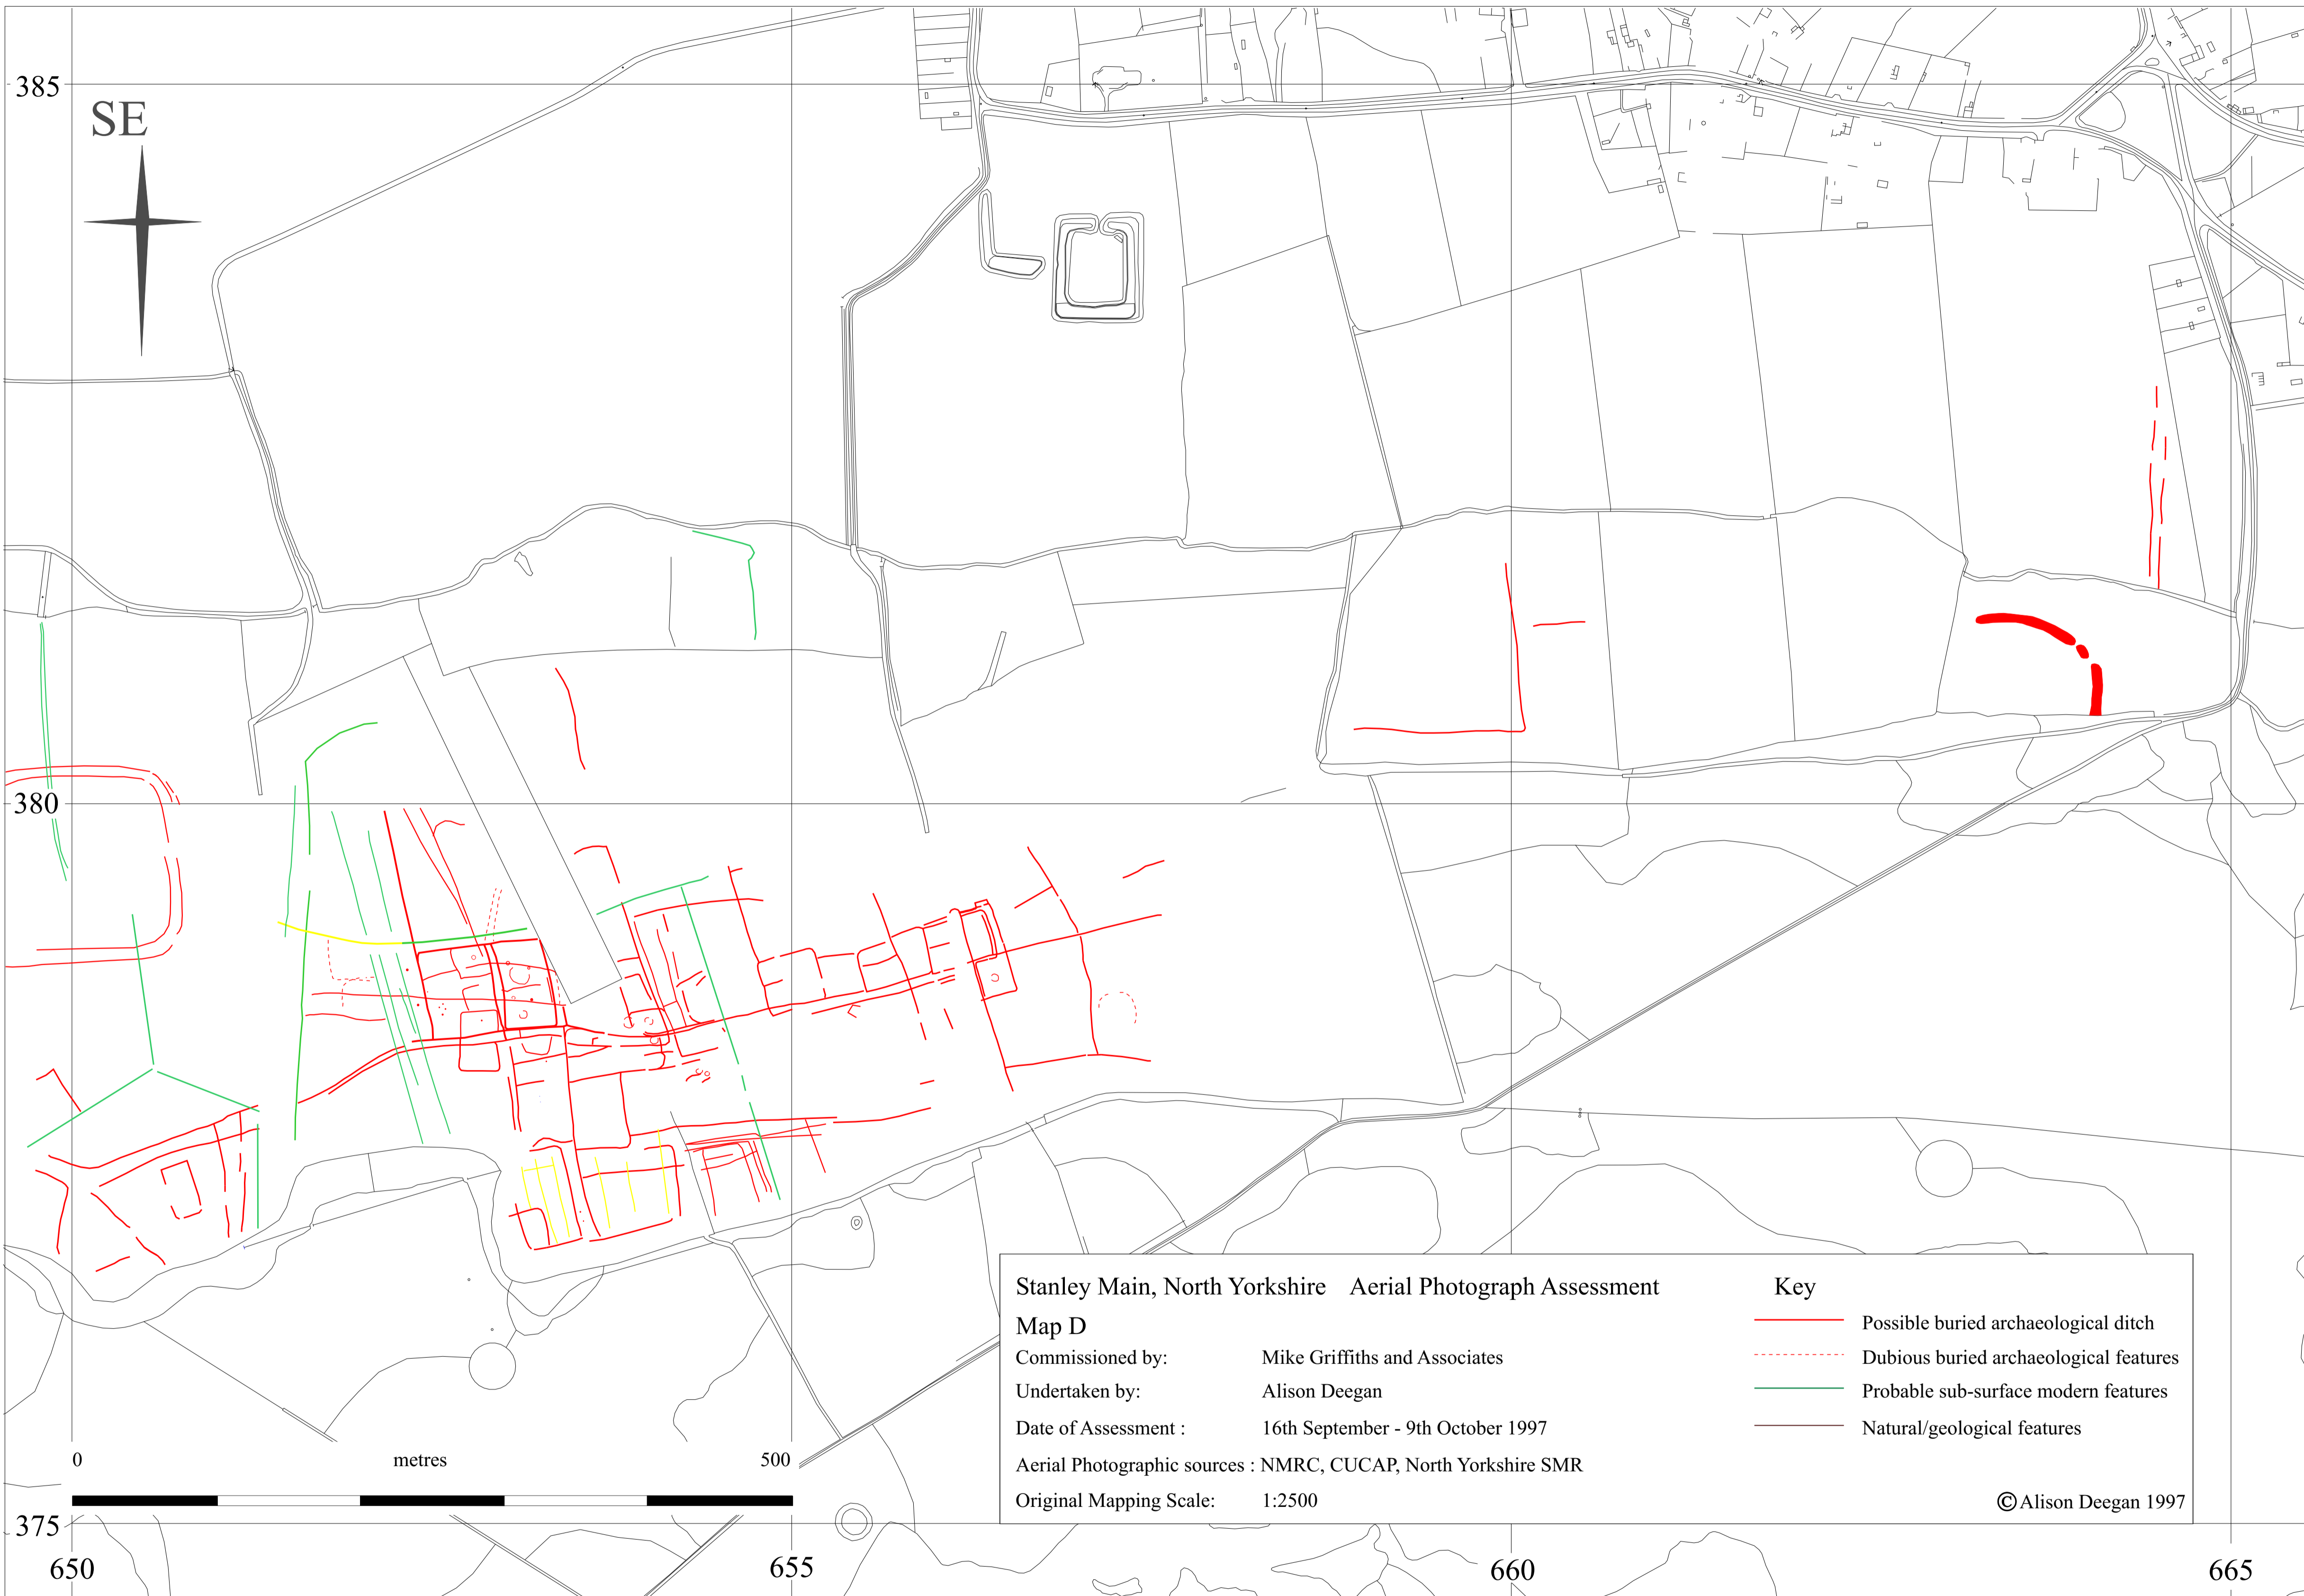 385
SE
380
Stanley Main, North Yorkshire Aerial Photograph Assessment
Map D
Commissioned by: Mike Griffiths and Associates
Undertaken by: Alison Deegan
Date of Assessment : 16th September - 9th October 1997
Aerial Photographic sources : NMRC, CUCAP, North Yorkshire SMR
Original Mapping Scale: 1:2500
Key
Possible buried archaeological ditch
Dubious buried archaeological features
Probable sub-surface modern features
Natural/geological features
© Alison Deegan 1997
0 metres 500
375
650 655 660 665